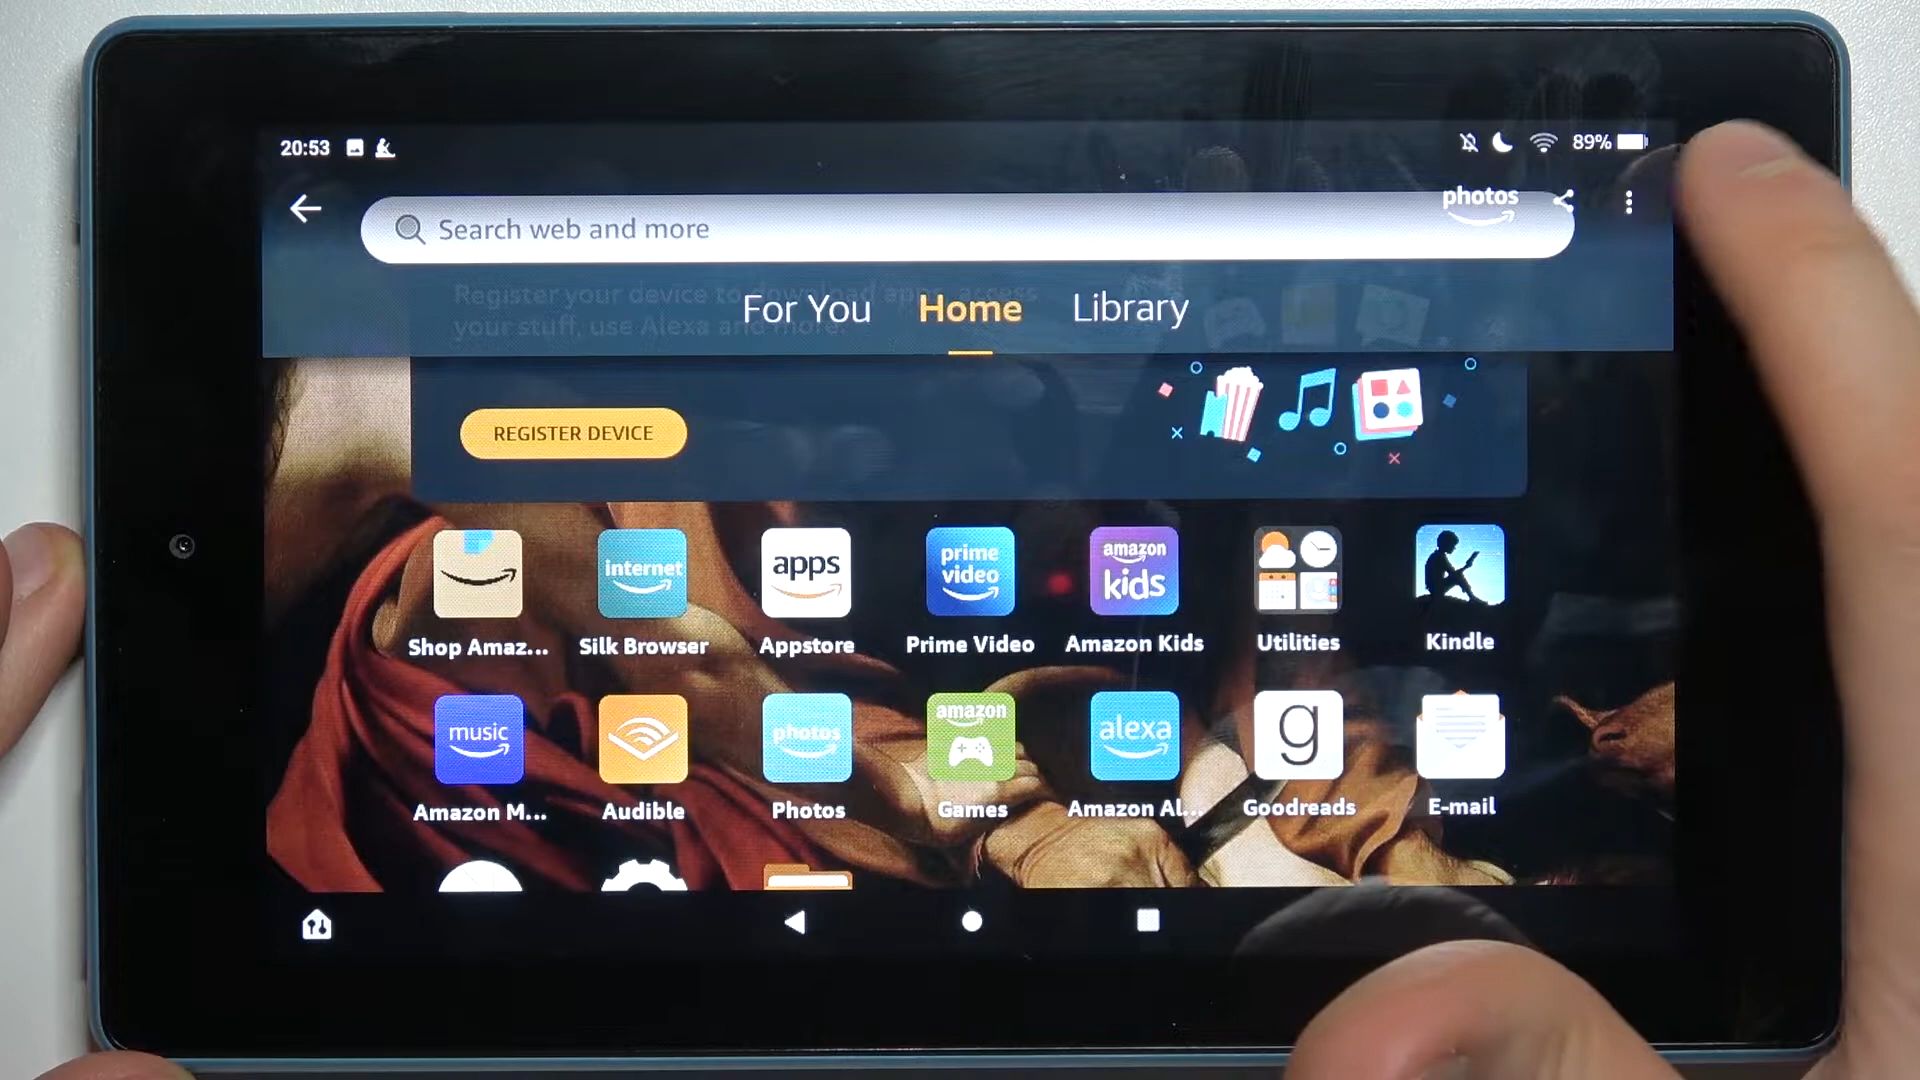 20:53
89%
photos
Search web and more
Register your device to download apps, access
your stuff, use Alexa and more.
For You Home Library
REGISTER DEVICE
internet
apps
prime
video
amazon
kids
Shop Amaz...
Silk Browser
Appstore
Prime Video
Amazon Kids
Utilities
Kindle
music
photos
amazon
alexa
g
Amazon M...
Audible
Photos
Games
Amazon Al...
Goodreads
E-mail